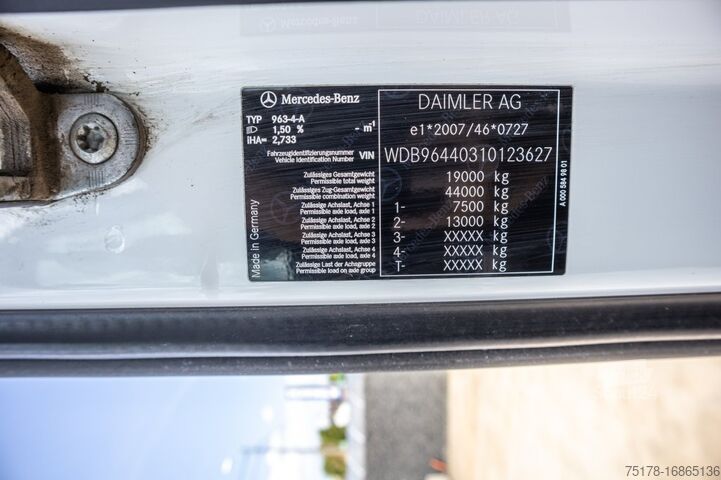 Mercedes-Benz
DAIMLER AG
TYP 963-4-A
1,50 % - m-1
iHA= 2,733
e1*2007/46*0727
Fahrzeugidentifizierungsnummer
Vehicle Identification Number VIN WDB96440310123627
Zulässiges Gesamtgewicht
Permissible total weight 19000 kg
Zulässiges Zug-Gesamtgewicht
Permissible combination weight 44000 kg
Zulässige Achslast, Achse 1
Permissible axle load, axle 1 1- 7500 kg
Zulässige Achslast, Achse 2
Permissible axle load, axle 2 2- 13000 kg
Zulässige Achslast, Achse 3
Permissible axle load, axle 3 3- XXXXX kg
Zulässige Achslast, Achse 4
Permissible axle load, axle 4 4- XXXXX kg
Zulässige Last der Achsgruppe
Permissible load on axle group T- XXXXX kg
Made in Germany
A 000 584 98 01
75178-16865136